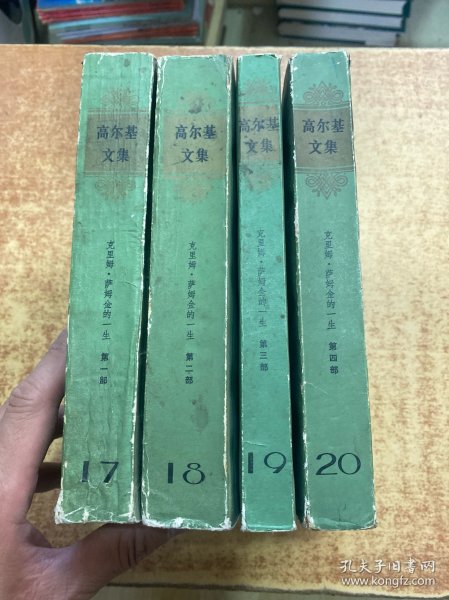 高尔基
文集
克里姆·萨姆金的一生 第一部
17
高尔基
文集
克里姆·萨姆金的一生 第二部
18
高尔基
文集
克里姆·萨姆金的一生 第三部
19
高尔基
文集
克里姆·萨姆金的一生 第四部
20
孔夫子旧书网
www.kongfz.com